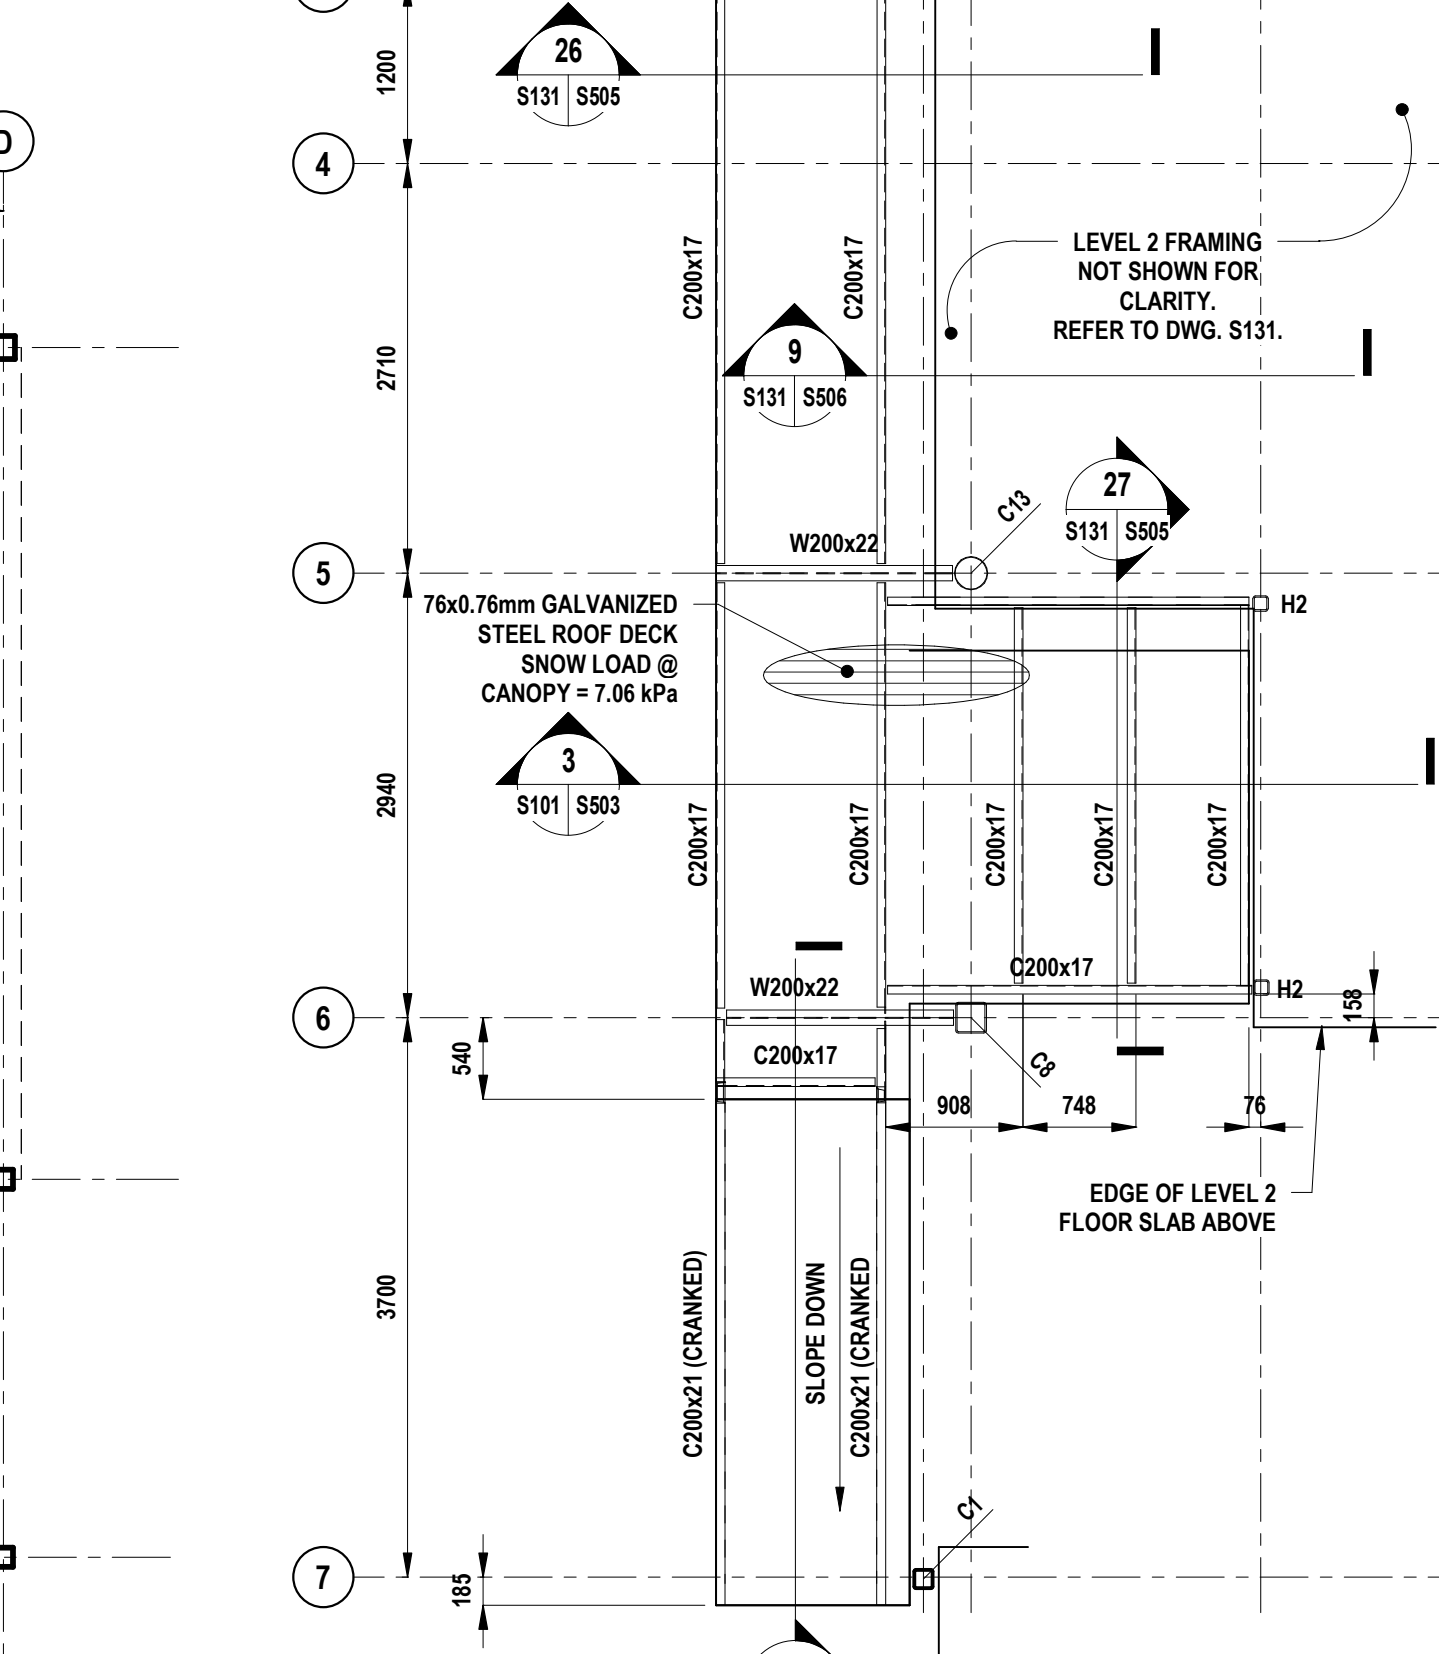 26
S131 S505
1200
4
C200x17
C200x17
LEVEL 2 FRAMING
NOT SHOWN FOR
CLARITY.
REFER TO DWG. S131.
2710
9
S131 S506
27
S131 S505
C13
W200x22
5
76x0.76mm GALVANIZED
STEEL ROOF DECK
SNOW LOAD @
CANOPY = 7.06 kPa
H2
3
S101 S503
2940
C200x17
C200x17
C200x17
C200x17
C200x17
C200x17
W200x22
H2
158
6
540
C200x17
C8
908
748
76
EDGE OF LEVEL 2
FLOOR SLAB ABOVE
3700
C200x21 (CRANKED)
SLOPE DOWN
C200x21 (CRANKED
C1
7
185